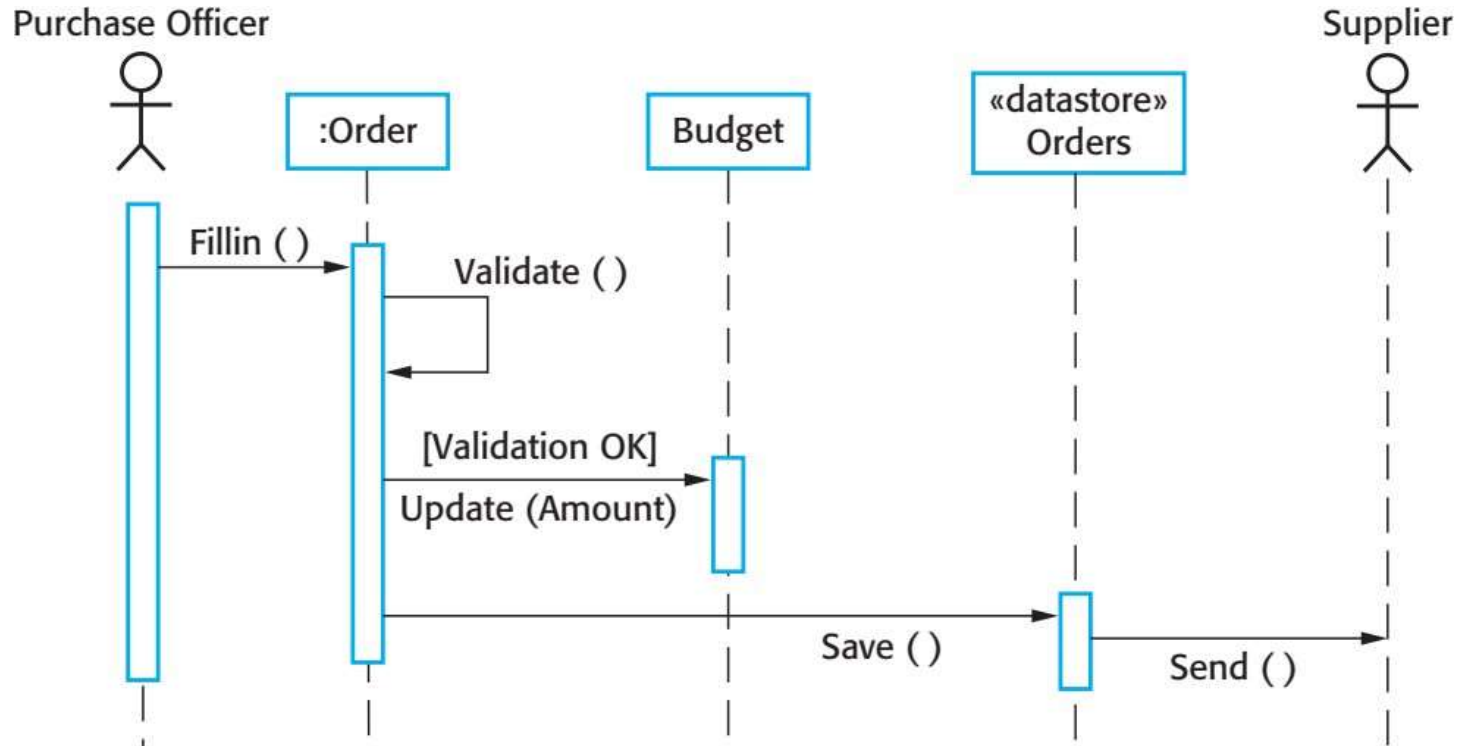 Purchase Officer
Supplier
:Order
Budget
«datastore»
Orders
Fillin ( )
Validate ( )
[Validation OK]
Update (Amount)
Save ( )
Send ( )